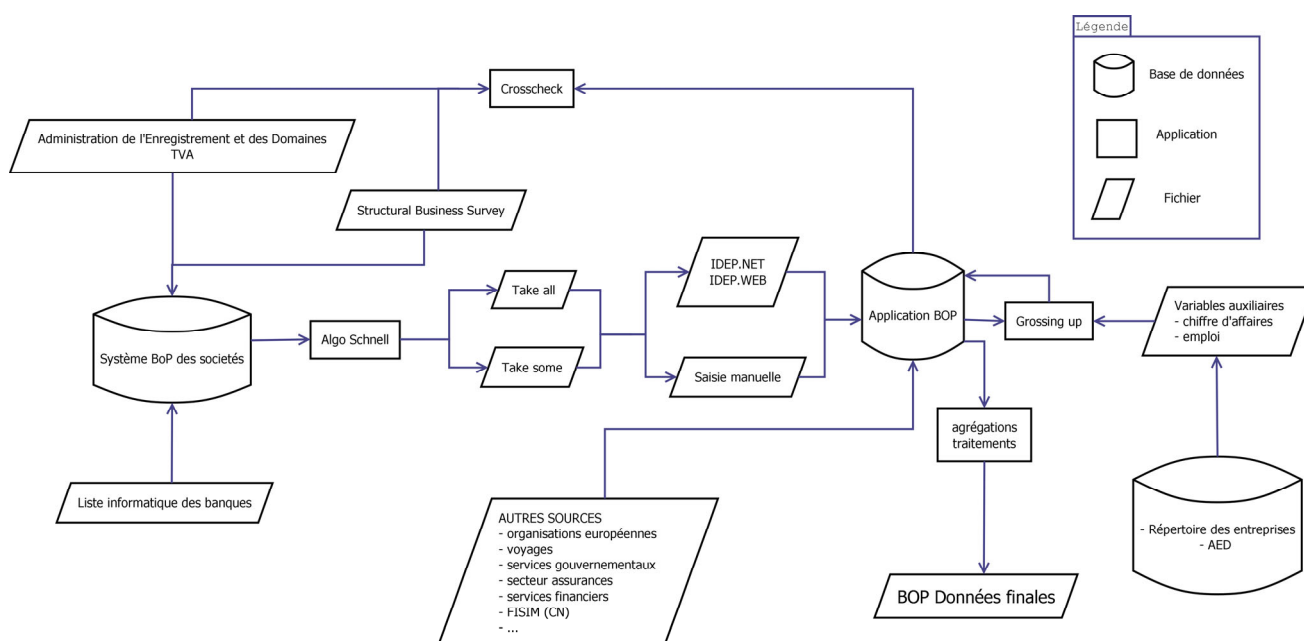 Légende
Base de données
Application
Fichier
Crosscheck
Administration de l'Enregistrement et des Domaines
TVA
Structural Business Survey
IDEP.NET
IDEP.WEB
Take all
Variables auxiliaires
- chiffre d'affaires
- emploi
Application BOP
Grossing up
Algo Schnell
Système BoP des societés
Take some
Saisie manuelle
agrégations
traitements
Liste informatique des banques
AUTRES SOURCES
- organisations européennes
- voyages
- services gouvernementaux
- secteur assurances
- services financiers
- FISIM (CN)
- ...
- Répertoire des entreprises
- AED
BOP Données finales